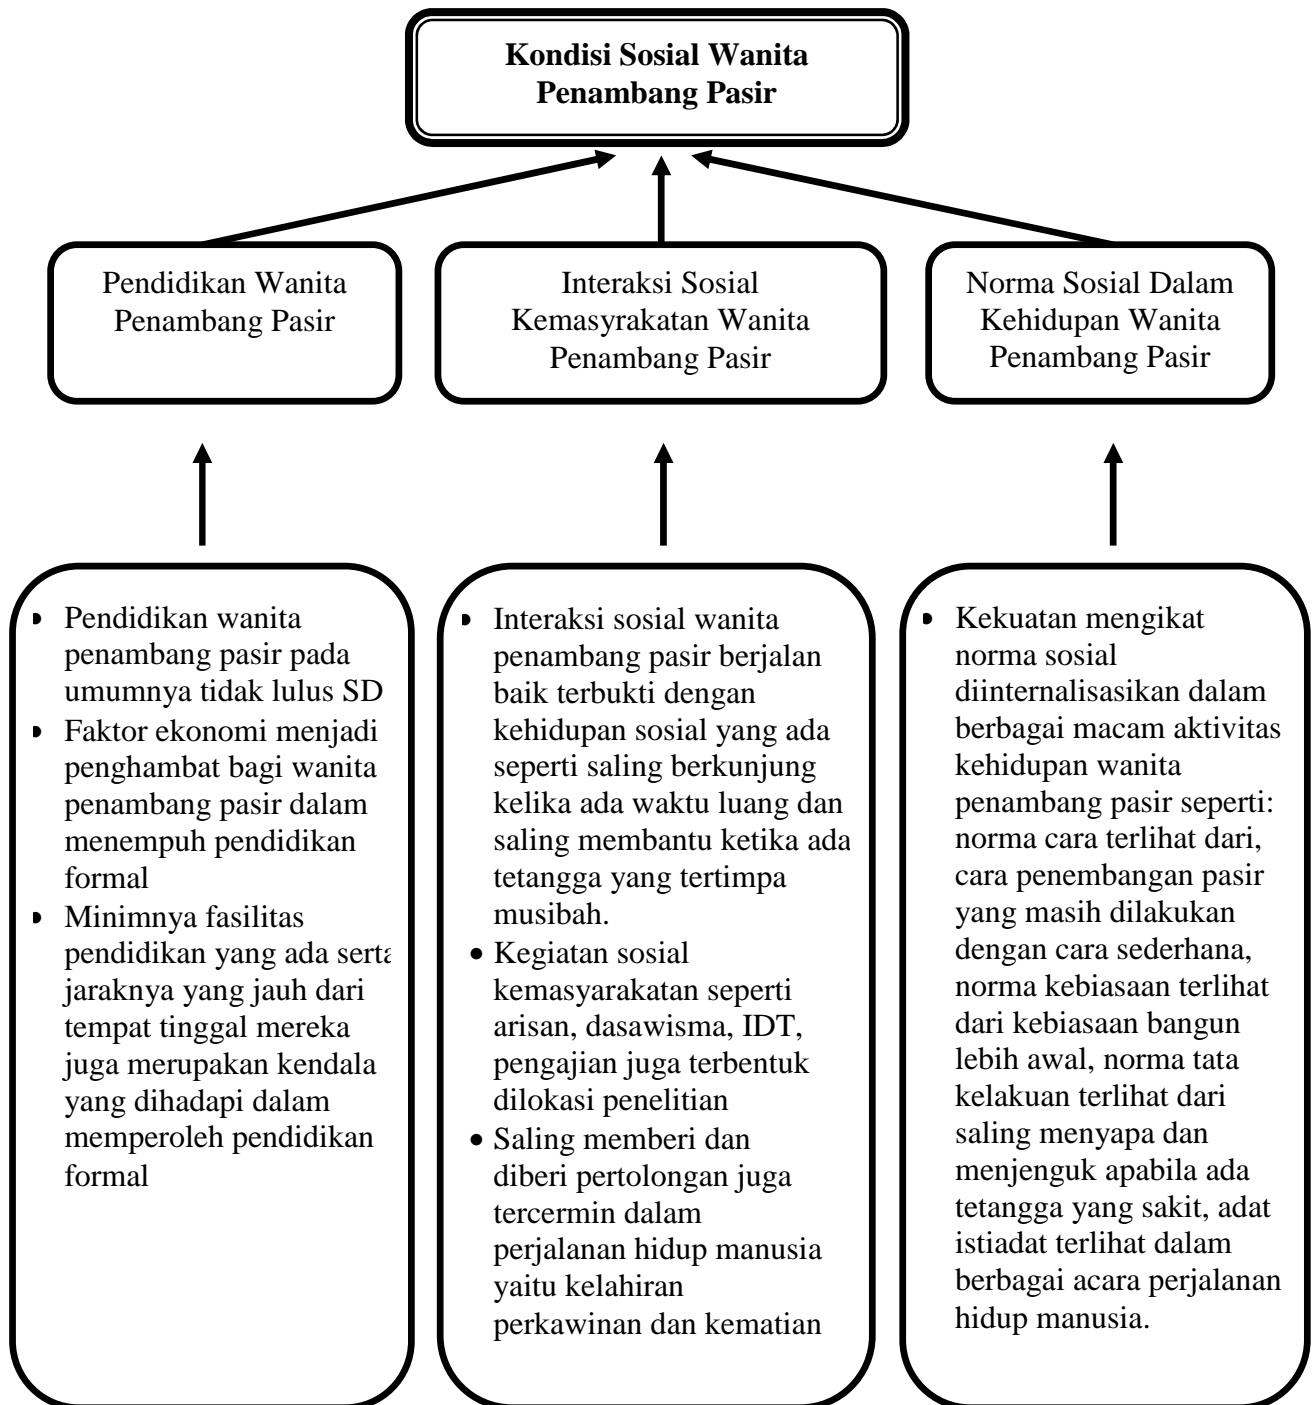 Kondisi Sosial Wanita
Penambang Pasir
Pendidikan Wanita
Penambang Pasir
Interaksi Sosial
Kemasyrakatan Wanita
Penambang Pasir
Norma Sosial Dalam
Kehidupan Wanita
Penambang Pasir
• Pendidikan wanita
penambang pasir pada
umumnya tidak lulus SD
• Faktor ekonomi menjadi
penghambat bagi wanita
penambang pasir dalam
menempuh pendidikan
formal
• Minimnya fasilitas
pendidikan yang ada serta
jaraknya yang jauh dari
tempat tinggal mereka
juga merupakan kendala
yang dihadapi dalam
memperoleh pendidikan
formal
• Interaksi sosial wanita
penambang pasir berjalan
baik terbukti dengan
kehidupan sosial yang ada
seperti saling berkunjung
kelika ada waktu luang dan
saling membantu ketika ada
tetangga yang tertimpa
musibah.
• Kegiatan sosial
kemasyarakatan seperti
arisan, dasawisma, IDT,
pengajian juga terbentuk
dilokasi penelitian
• Saling memberi dan
diberi pertolongan juga
tercermin dalam
perjalanan hidup manusia
yaitu kelahiran
perkawinan dan kematian
• Kekuatan mengikat
norma sosial
diinternalisasikan dalam
berbagai macam aktivitas
kehidupan wanita
penambang pasir seperti:
norma cara terlihat dari,
cara penembangan pasir
yang masih dilakukan
dengan cara sederhana,
norma kebiasaan terlihat
dari kebiasaan bangun
lebih awal, norma tata
kelakuan terlihat dari
saling menyapa dan
menjenguk apabila ada
tetangga yang sakit, adat
istiadat terlihat dalam
berbagai acara perjalanan
hidup manusia.